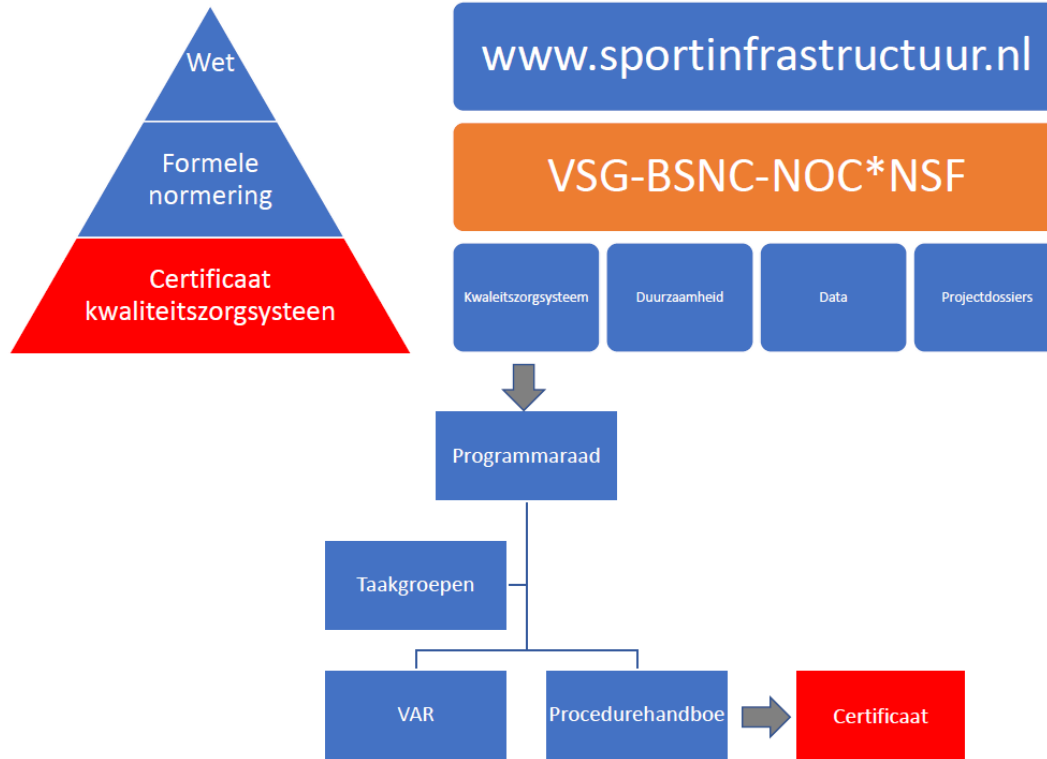 Wet
Formele
normering
Certificaat
kwaliteitszorgsysteen
www.sportinfrastructuur.nl
VSG-BSNC-NOC*NSF
Kwaleitszorgsysteem
Duurzaamheid
Data
Projectdossiers
Programmaraad
Taakgroepen
VAR
Procedurehandboe
Certificaat